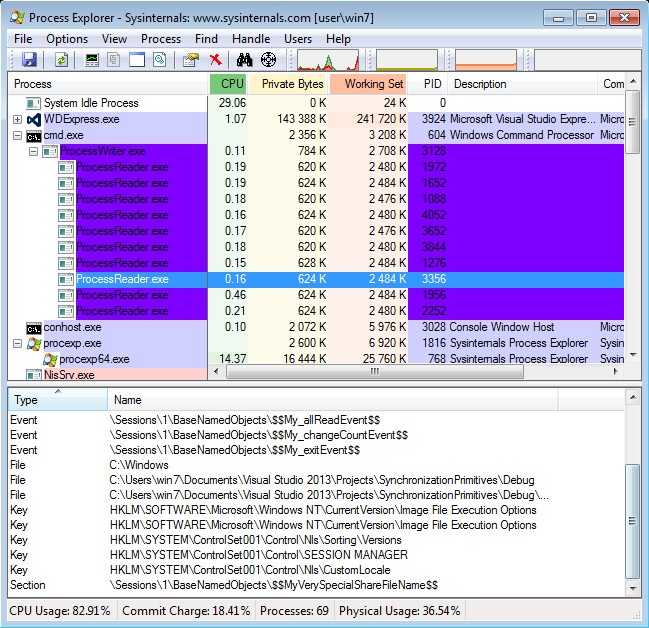 Process Explorer - Sysinternals: www.sysinternals.com [user\win7]
File Options View Process Find Handle Users Help
Process CPU Private Bytes Working Set PID Description Com
System Idle Process 29.06 0 K 24 K 0
WDExpress.exe 1.07 143 388 K 241 720 K 3924 Microsoft Visual Studio Expre... Micro
cmd.exe 2 356 K 3 208 K 604 Windows Command Processor Micro
ProcessWriter.exe 0.11 784 K 2 708 K 3128
ProcessReader.exe 0.19 620 K 2 480 K 1972
ProcessReader.exe 0.19 624 K 2 484 K 1652
ProcessReader.exe 0.18 620 K 2 476 K 1088
ProcessReader.exe 0.16 624 K 2 480 K 4052
ProcessReader.exe 0.17 620 K 2 476 K 3652
ProcessReader.exe 0.18 620 K 2 480 K 3844
ProcessReader.exe 0.15 628 K 2 484 K 1276
ProcessReader.exe 0.16 624 K 2 484 K 3356
ProcessReader.exe 0.46 624 K 2 480 K 1956
ProcessReader.exe 0.21 624 K 2 480 K 2252
conhost.exe 0.10 2 072 K 5 976 K 3028 Console Window Host Micro
procexp.exe 2 600 K 6 920 K 1816 Sysinternals Process Explorer Sysin
procexp64.exe 14.37 16 444 K 25 760 K 768 Sysinternals Process Explorer Sysin
NisSrv.exe
Type Name
Event \Sessions\1\BaseNamedObjects\$$My_allReadEvent$$
Event \Sessions\1\BaseNamedObjects\$$My_changeCountEvent$$
Event \Sessions\1\BaseNamedObjects\$$My_exitEvent$$
File C:\Windows
File C:\Users\win7\Documents\Visual Studio 2013\Projects\SynchronizationPrimitives\Debug
File C:\Users\win7\Documents\Visual Studio 2013\Projects\SynchronizationPrimitives\Debug\...
Key HKLM\SOFTWARE\Microsoft\Windows NT\CurrentVersion\Image File Execution Options
Key HKLM\SOFTWARE\Microsoft\Windows NT\CurrentVersion\Image File Execution Options
Key HKLM\SYSTEM\ControlSet001\Control\Nls\Sorting\Versions
Key HKLM\SYSTEM\ControlSet001\Control\SESSION MANAGER
Key HKLM\SYSTEM\ControlSet001\Control\Nls\CustomLocale
Section \Sessions\1\BaseNamedObjects\$$MyVerySpecialShareFileName$$
CPU Usage: 82.91% Commit Charge: 18.41% Processes: 69 Physical Usage: 36.54%